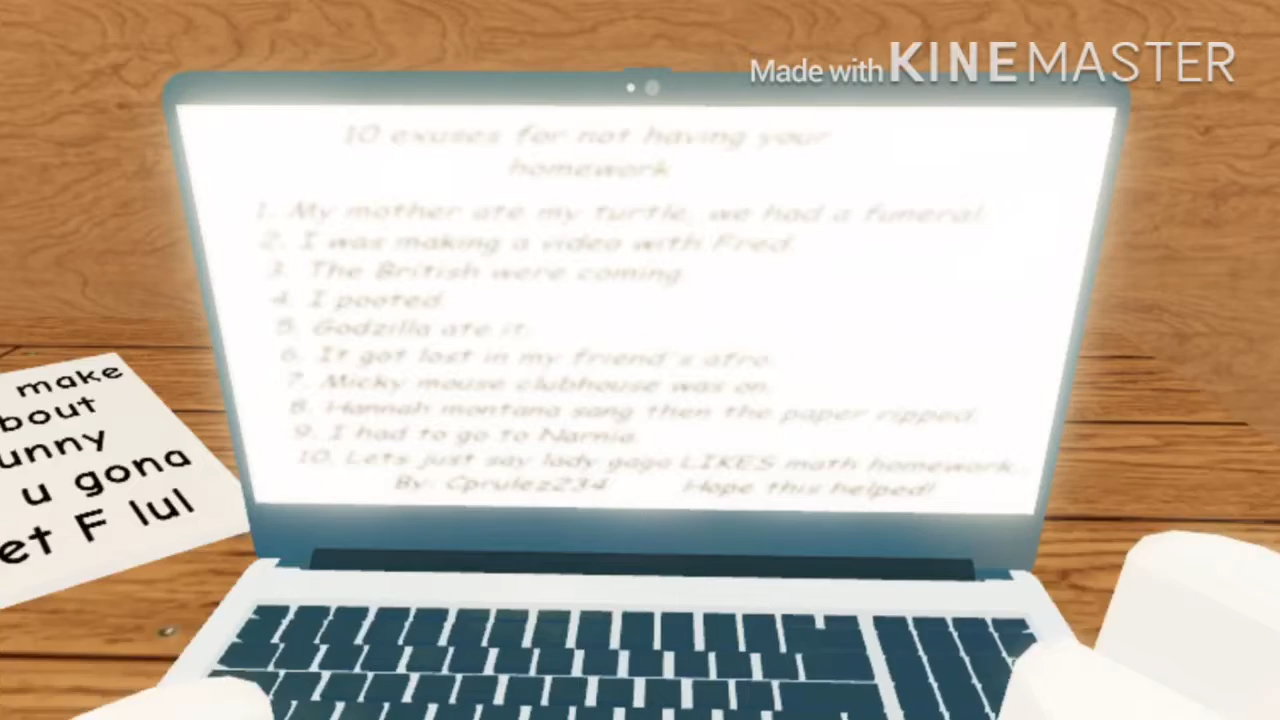 Made with KINEMASTER
10 exuses for not having your
homework
1. My mother ate my turtle, we had a funeral.
2. I was making a video with Fred.
3. The British were coming.
4. I pooted.
5. Godzilla ate it.
6. It got lost in my friend's afro.
7. Micky mouse clubhouse was on.
8. Hannah montana sang then the paper ripped.
9. I had to go to Narnia.
10. Lets just say lady gaga LIKES math homework.
By: Cprulez234 Hope this helped!
make
bout
unny
u gona
et F lul